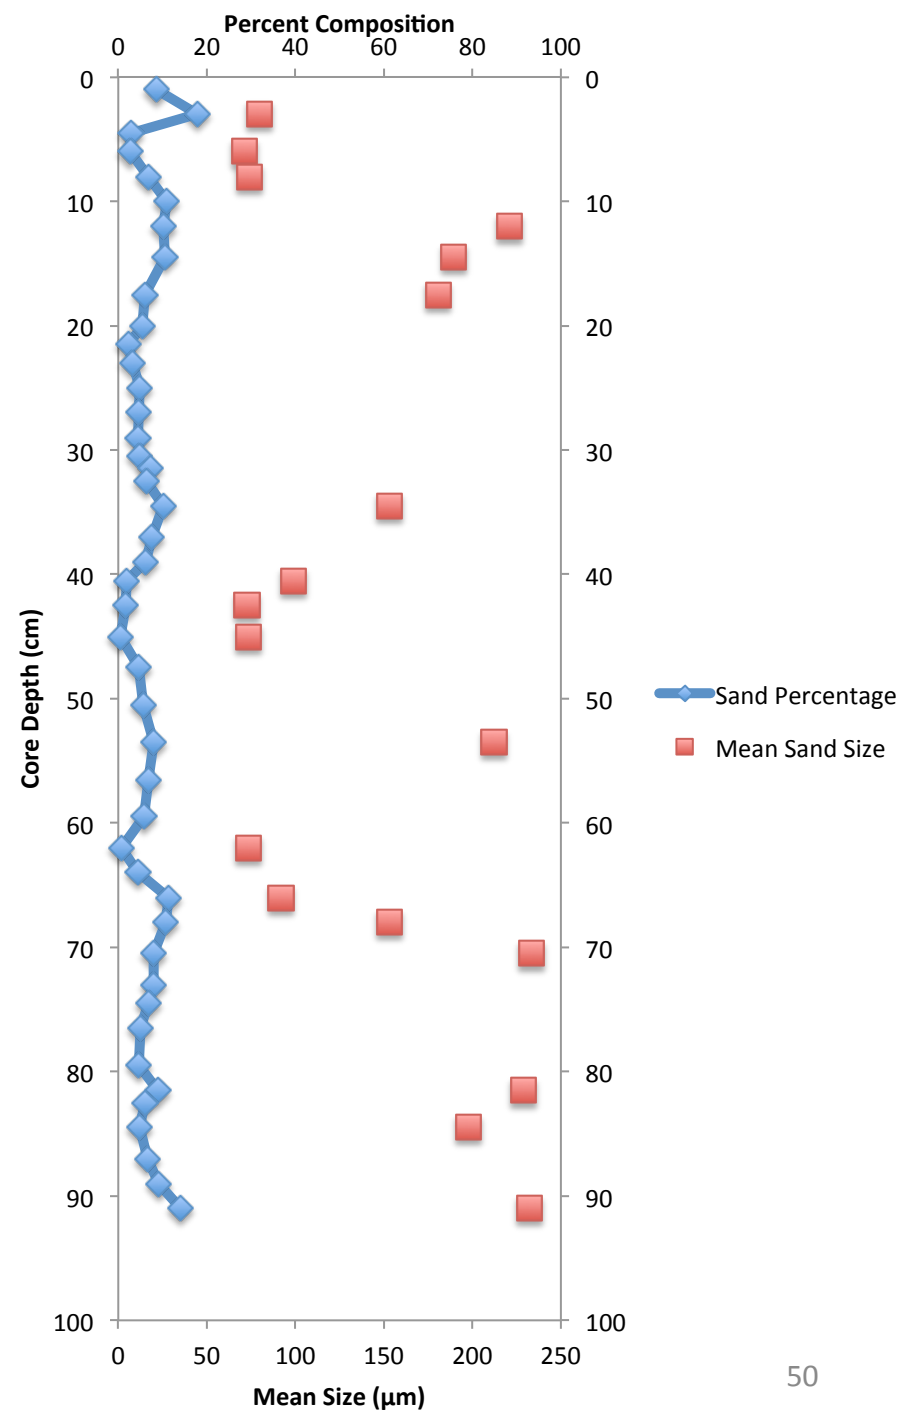 Percent Composition
0 20 40 60 80 100
0 0
10 10
20 20
30 30
40 40
50 50
60 60
70 70
80 80
90 90
100 100
Core Depth (cm)
Sand Percentage
Mean Sand Size
0 50 100 150 200 250
Mean Size (μm)
50